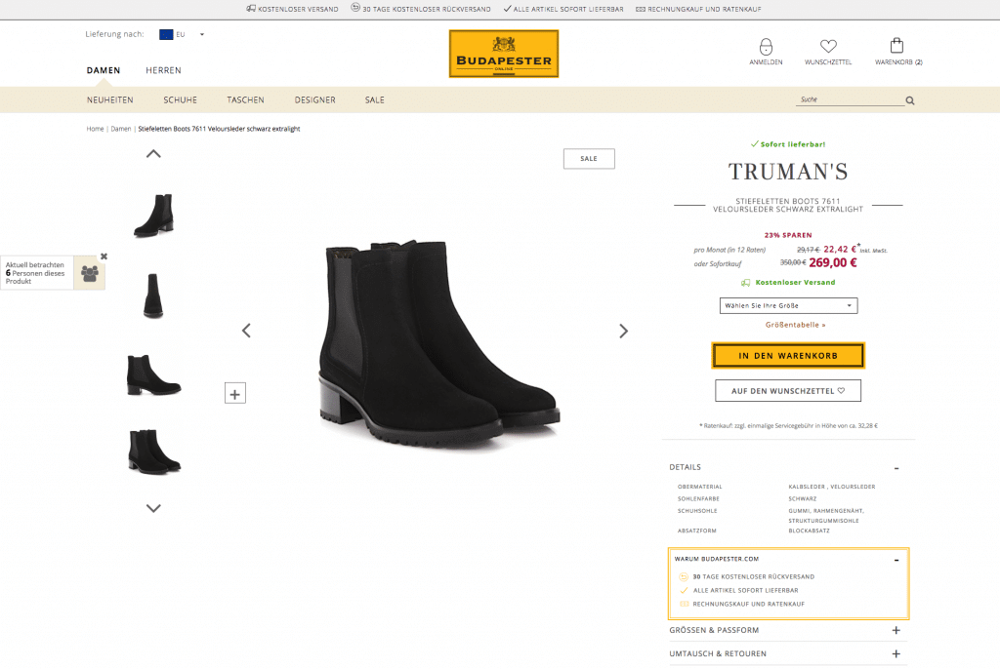 KOSTENLOSER VERSAND 30 TAGE KOSTENLOSER RÜCKVERSAND ALLE ARTIKEL SOFORT LIEFERBAR RECHNUNGKAUF UND RATENKAUF
Lieferung nach: EU
BUDAPESTER
ONLINE
ANMELDEN WUNSCHZETTEL WARENKORB (2)
DAMEN HERREN
NEUHEITEN SCHUHE TASCHEN DESIGNER SALE Suche
Home | Damen | Stiefeletten Boots 7611 Veloursleder schwarz extralight
SALE
Aktuell betrachten
6 Personen dieses
Produkt
Sofort lieferbar!
TRUMAN'S
STIEFELETTEN BOOTS 7611
VELOURSLEDER SCHWARZ EXTRALIGHT
23% SPAREN
pro Monat (in 12 Raten) 29,17 € 22,42 €* Inkl. MwSt.
oder Sofortkauf 350,00 € 269,00 €
Kostenloser Versand
Wählen Sie Ihre Größe
Größentabelle »
IN DEN WARENKORB
AUF DEN WUNSCHZETTEL
* Ratenkauf: zzgl. einmalige Servicegebühr in Höhe von ca. 32,28 €
DETAILS -
OBERMATERIAL KALBSLEDER , VELOURSLEDER
SOHLENFARBE SCHWARZ
SCHUHSOHLE GUMMI, RAHMENGENÄHT,
STRUKTURGUMMISOHLE
ABSATZFORM BLOCKABSATZ
WARUM BUDAPESTER.COM -
30 TAGE KOSTENLOSER RÜCKVERSAND
ALLE ARTIKEL SOFORT LIEFERBAR
RECHNUNGSKAUF UND RATENKAUF
GRÖSSEN & PASSFORM +
UMTAUSCH & RETOUREN +